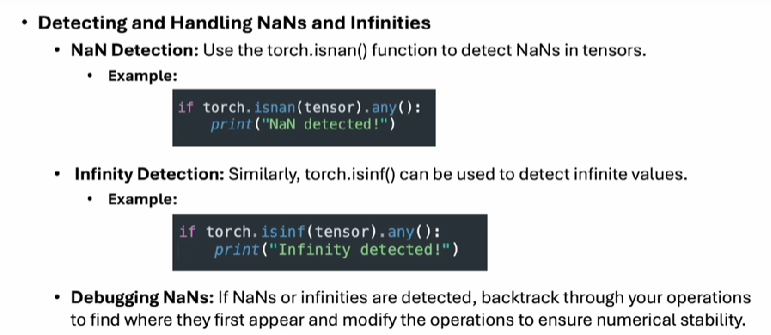 • Detecting and Handling NaNs and Infinities
• NaN Detection: Use the torch.isnan() function to detect NaNs in tensors.
• Example:
if torch.isnan(tensor).any():
    print("NaN detected!")
• Infinity Detection: Similarly, torch.isinf() can be used to detect infinite values.
• Example:
if torch.isinf(tensor).any():
    print("Infinity detected!")
• Debugging NaNs: If NaNs or infinities are detected, backtrack through your operations
to find where they first appear and modify the operations to ensure numerical stability.